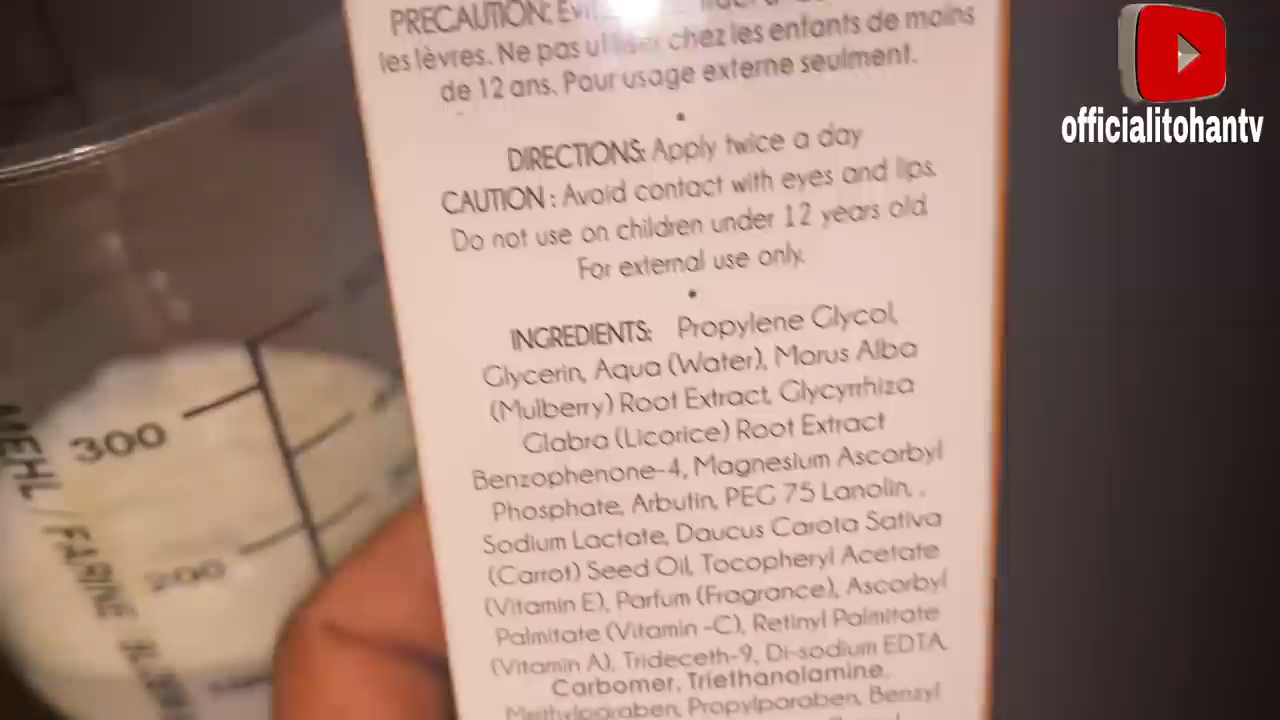 PRECAUTION:
les lèvres. Ne pas utiliser chez les enfants de moins
de 12 ans. Pour usage externe seulment.
DIRECTIONS: Apply twice a day
CAUTION : Avoid contact with eyes and lips.
Do not use on children under 12 years old
For external use only.
INGREDIENTS: Propylene Glycol,
Glycerin, Aqua (Water), Morus Alba
(Mulberry) Root Extract, Glycyrrhiza
Glabra (Licorice) Root Extract
Benzophenone-4, Magnesium Ascorbyl
Phosphate, Arbutin, PEG 75 Lanolin, .
Sodium Lactate, Daucus Carota Sativa
(Carrot) Seed Oil, Tocopheryl Acetate
(Vitamin E), Parfum (Fragrance), Ascorbyl
Palmitate (Vitamin -C), Retinyl Palmitate
(Vitamin A), Trideceth-9, Di-sodium EDTA,
Carbomer, Triethanolamine,
Methylparaben, Propylparaben, Benzyl
officialitohantv
300
200
MEHL / FARINE